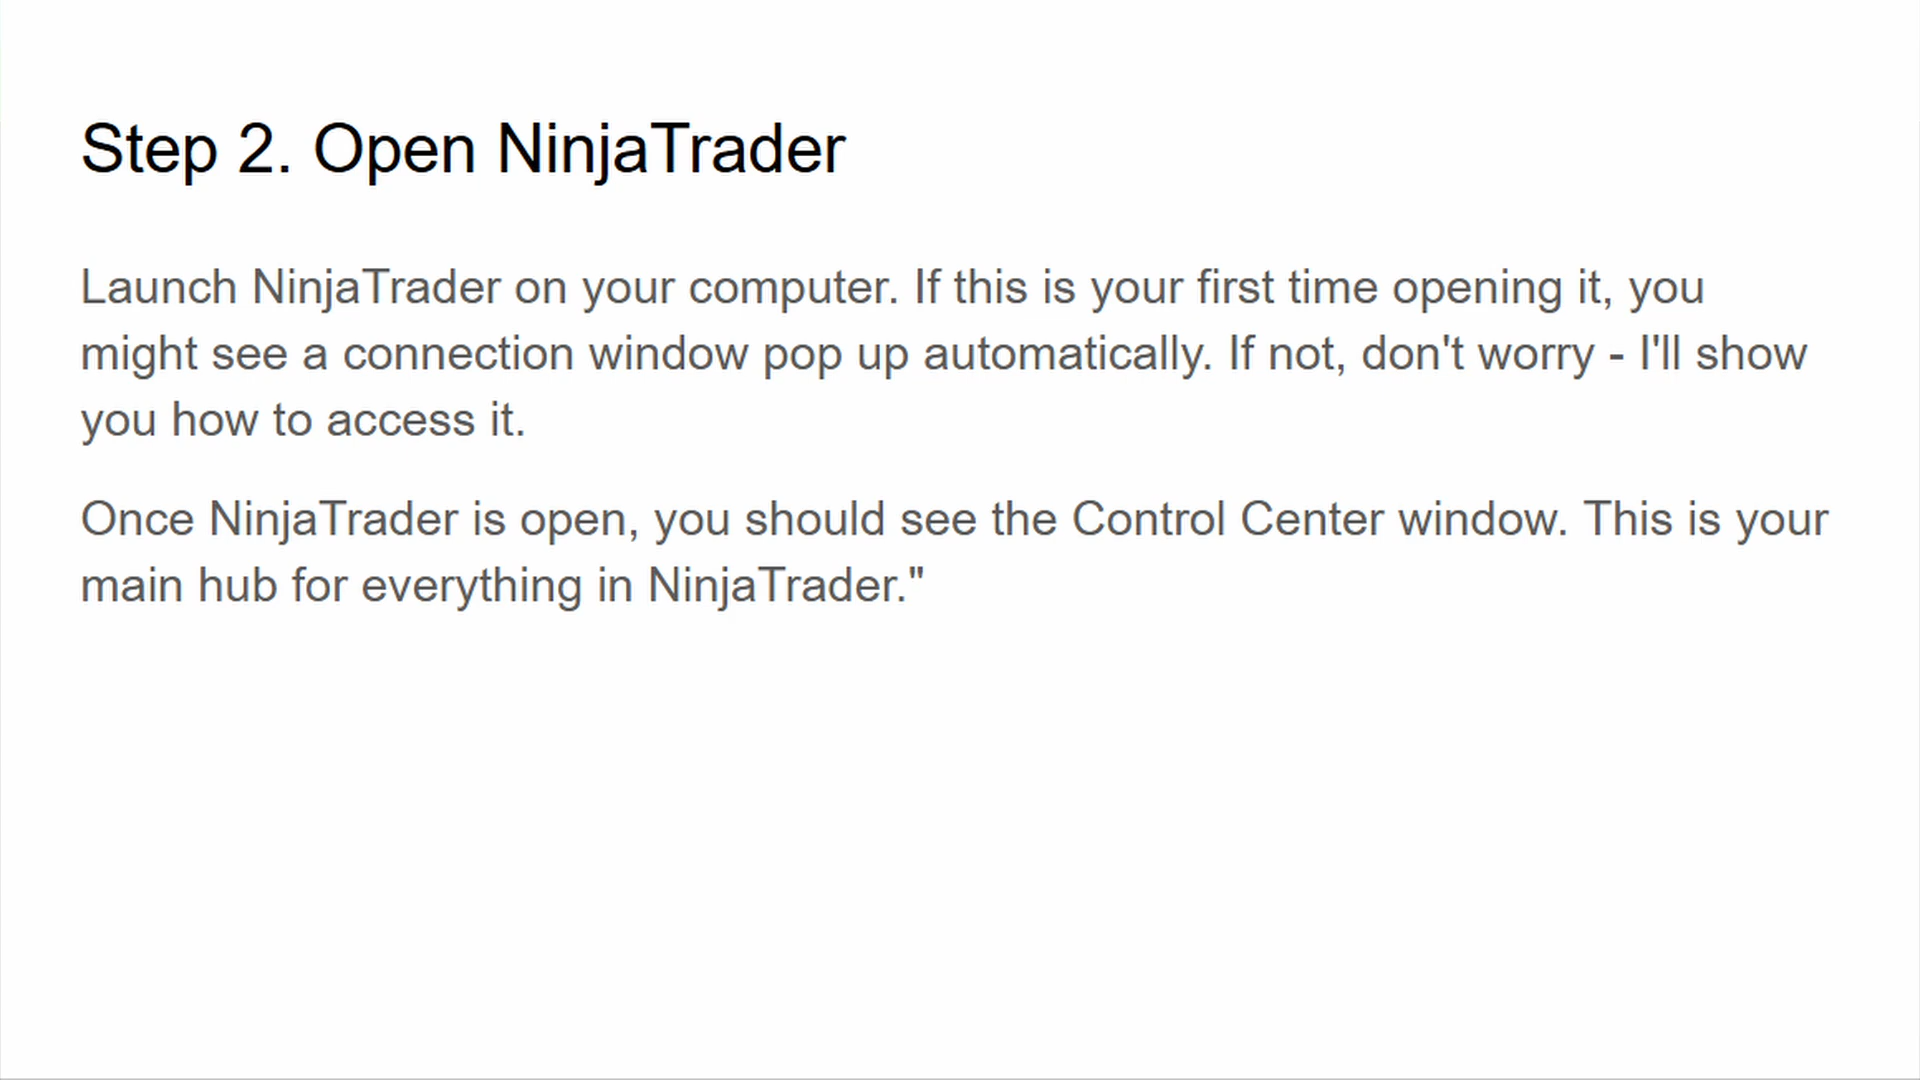 Step 2. Open NinjaTrader
Launch NinjaTrader on your computer. If this is your first time opening it, you
might see a connection window pop up automatically. If not, don't worry - I'll show
you how to access it.
Once NinjaTrader is open, you should see the Control Center window. This is your
main hub for everything in NinjaTrader."